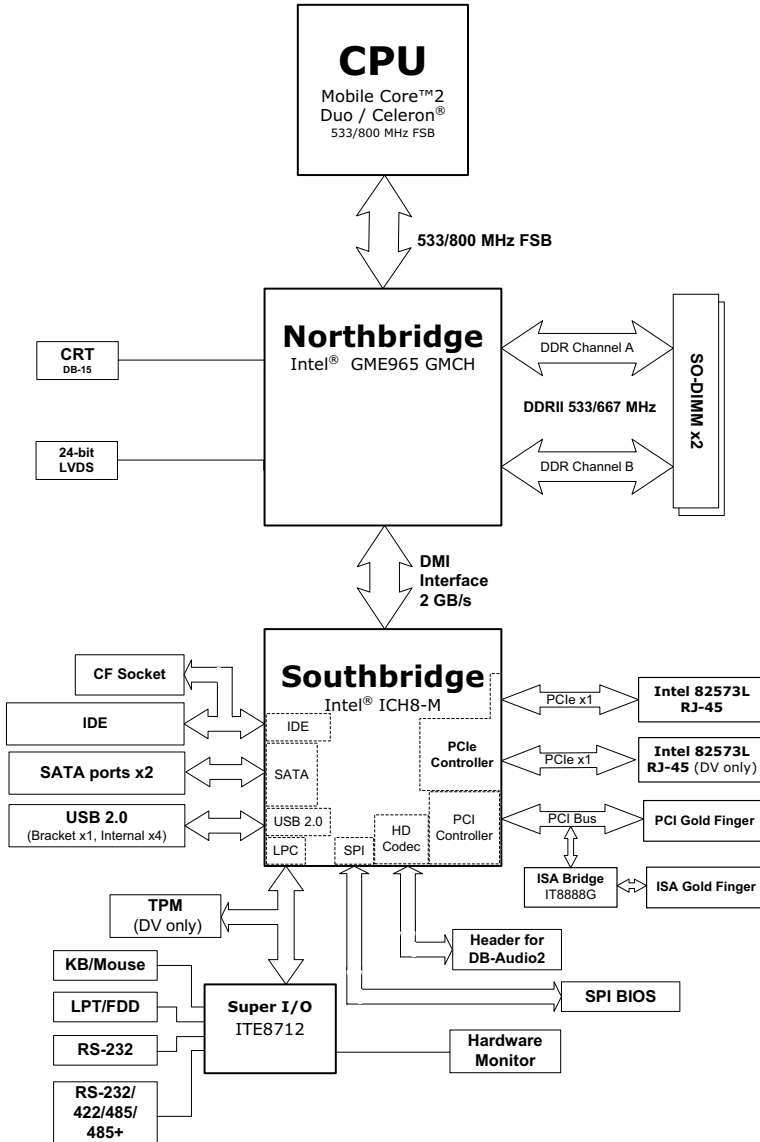 CPU
Mobile Core™2
Duo / Celeron®
533/800 MHz FSB
533/800 MHz FSB
Northbridge
Intel® GME965 GMCH
CRT
DB-15
24-bit
LVDS
DDR Channel A
DDRII 533/667 MHz
DDR Channel B
SO-DIMM x2
DMI
Interface
2 GB/s
Southbridge
Intel® ICH8-M
CF Socket
IDE
SATA ports x2
USB 2.0
(Bracket x1, Internal x4)
IDE
SATA
USB 2.0
LPC
SPI
HD
Codec
PCIe
Controller
PCI
Controller
PCIe x1
Intel 82573L
RJ-45
PCIe x1
Intel 82573L
RJ-45 (DV only)
PCI Bus
PCI Gold Finger
ISA Bridge
IT8888G
ISA Gold Finger
TPM
(DV only)
Header for
DB-Audio2
SPI BIOS
KB/Mouse
LPT/FDD
RS-232
RS-232/
422/485/
485+
Super I/O
ITE8712
Hardware
Monitor